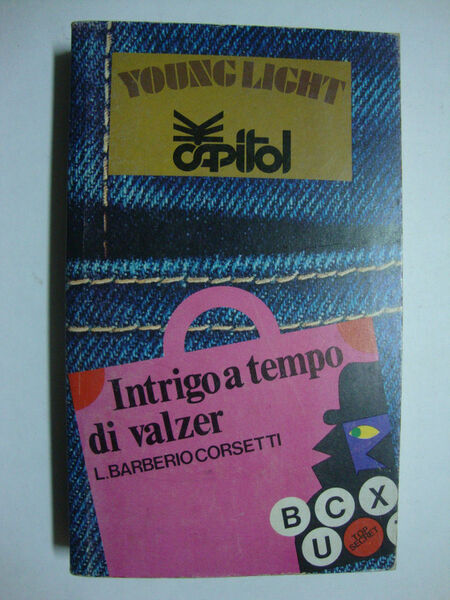 YOUNG LIGHT
CAPitol
Intrigo a tempo
di valzer
L. BARBERIO CORSETTI
B C X
U TOP SECRET